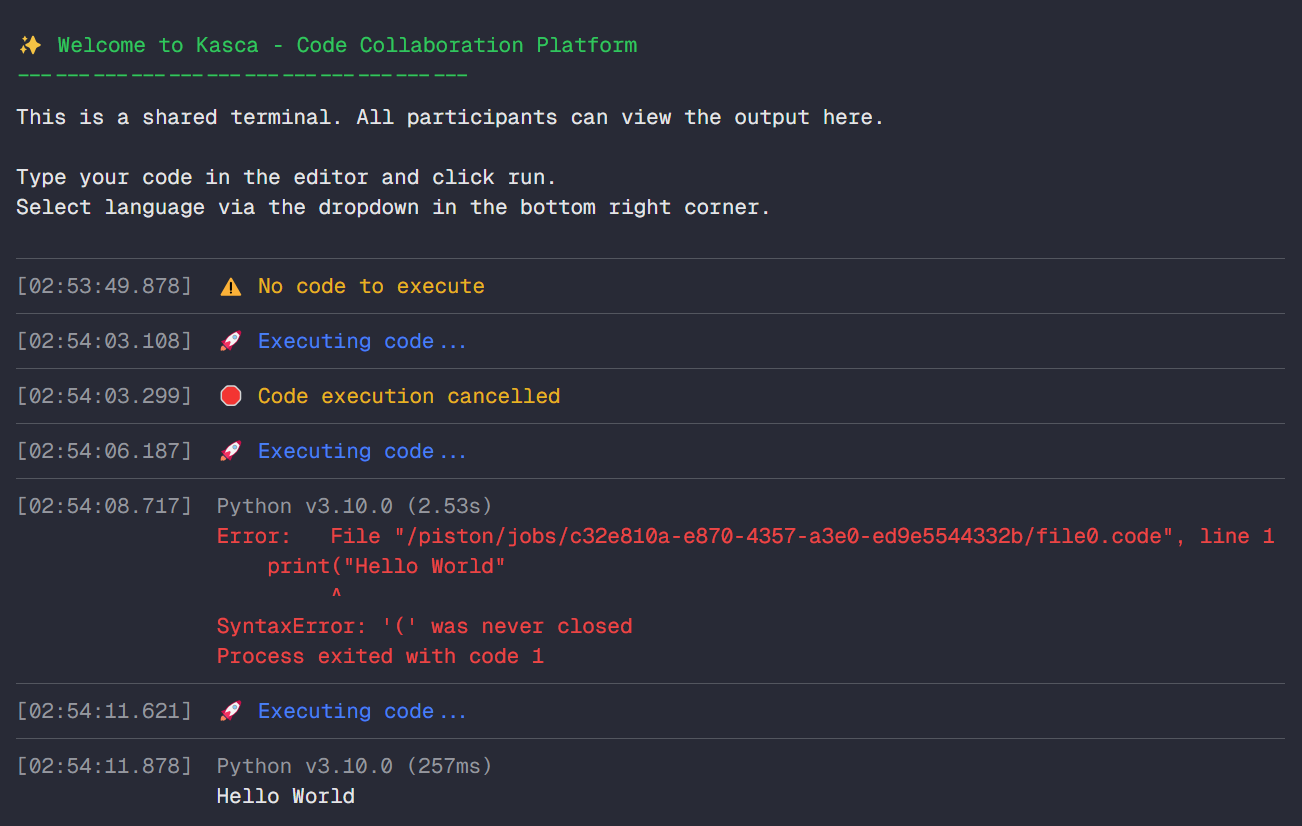 ✨ Welcome to Kasca - Code Collaboration Platform
------------------------------------
This is a shared terminal. All participants can view the output here.
Type your code in the editor and click run.
Select language via the dropdown in the bottom right corner.
[02:53:49.878] ⚠️ No code to execute
[02:54:03.108] 🚀 Executing code...
[02:54:03.299] 🛑 Code execution cancelled
[02:54:06.187] 🚀 Executing code...
[02:54:08.717] Python v3.10.0 (2.53s)
Error:   File "/piston/jobs/c32e810a-e870-4357-a3e0-ed9e5544332b/file0.code", line 1
    print("Hello World"
         ^
SyntaxError: '(' was never closed
Process exited with code 1
[02:54:11.621] 🚀 Executing code...
[02:54:11.878] Python v3.10.0 (257ms)
Hello World